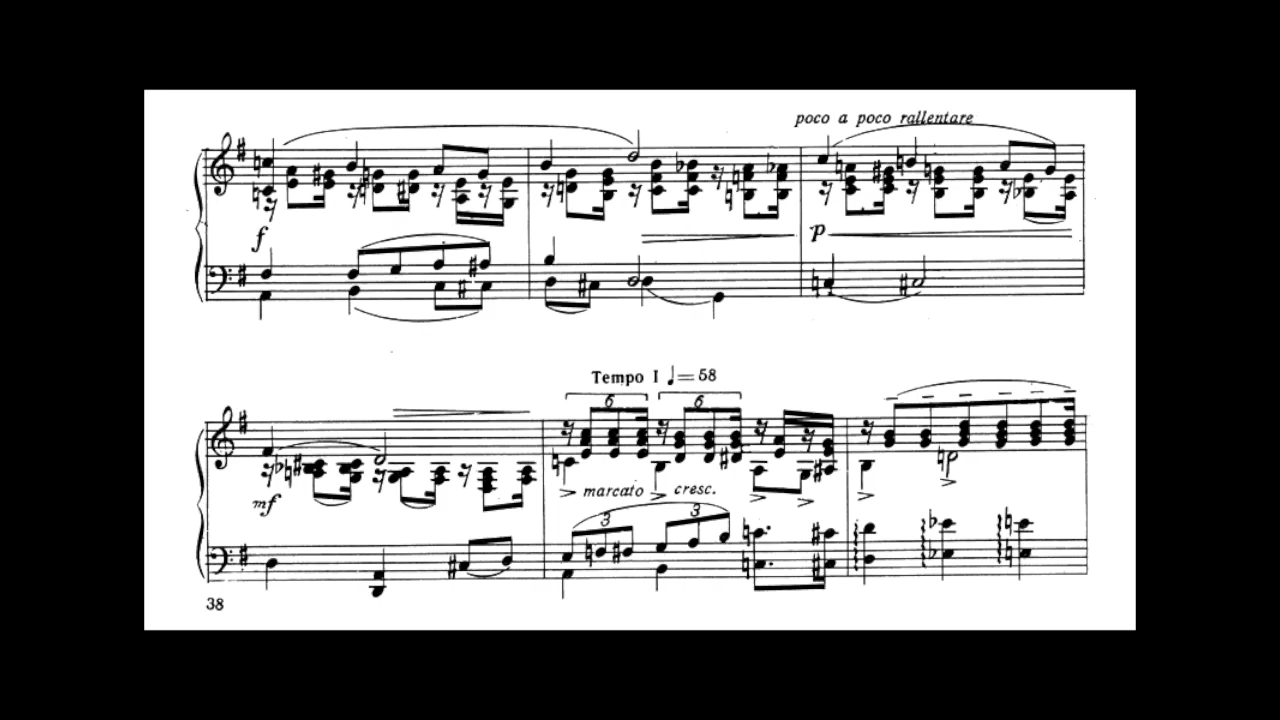 poco a poco rallentare
f
p
Tempo I ♩=58
6 6
mf
marcato cresc.
3 3
38